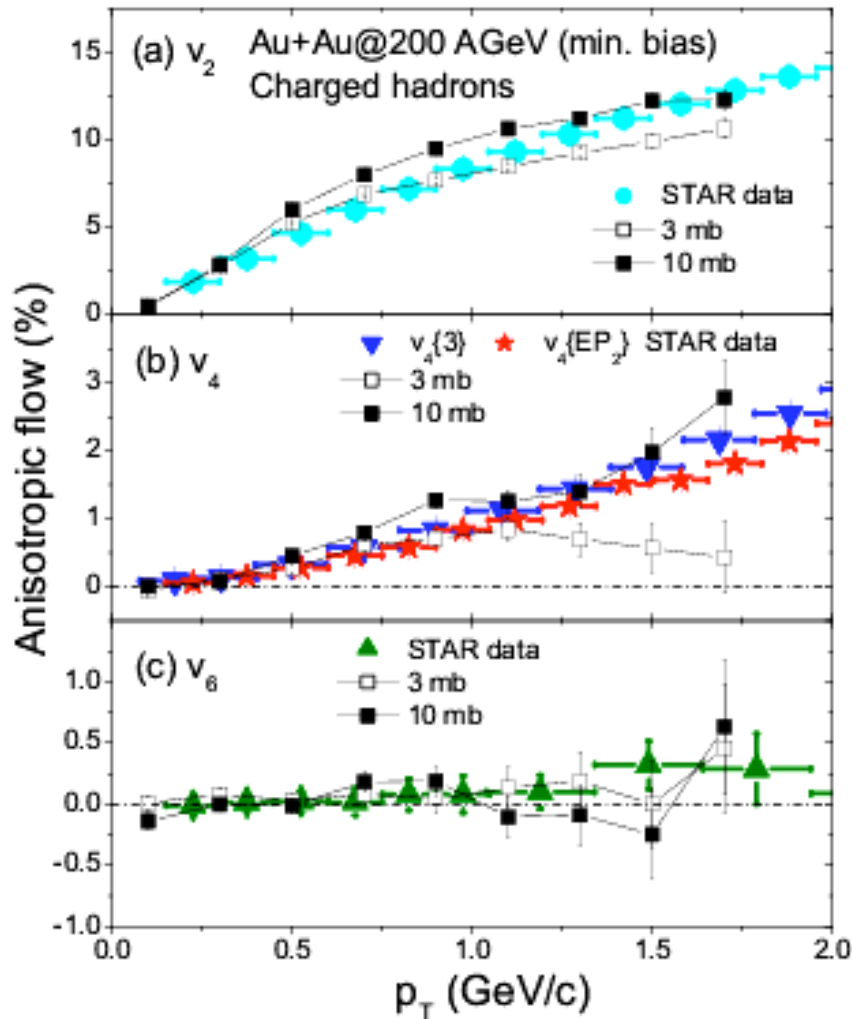 (a) v₂ Au+Au@200 AGeV (min. bias)
Charged hadrons
15
10
5
0
STAR data
3 mb
10 mb
Anisotropic flow (%)
(b) v₄
v₄{3} v₄{EP₂} STAR data
3 mb
10 mb
3
2
1
0
(c) v₆
STAR data
3 mb
10 mb
1.0
0.5
0.0
-0.5
-1.0
0.0 0.5 1.0 1.5 2.0
p_T (GeV/c)